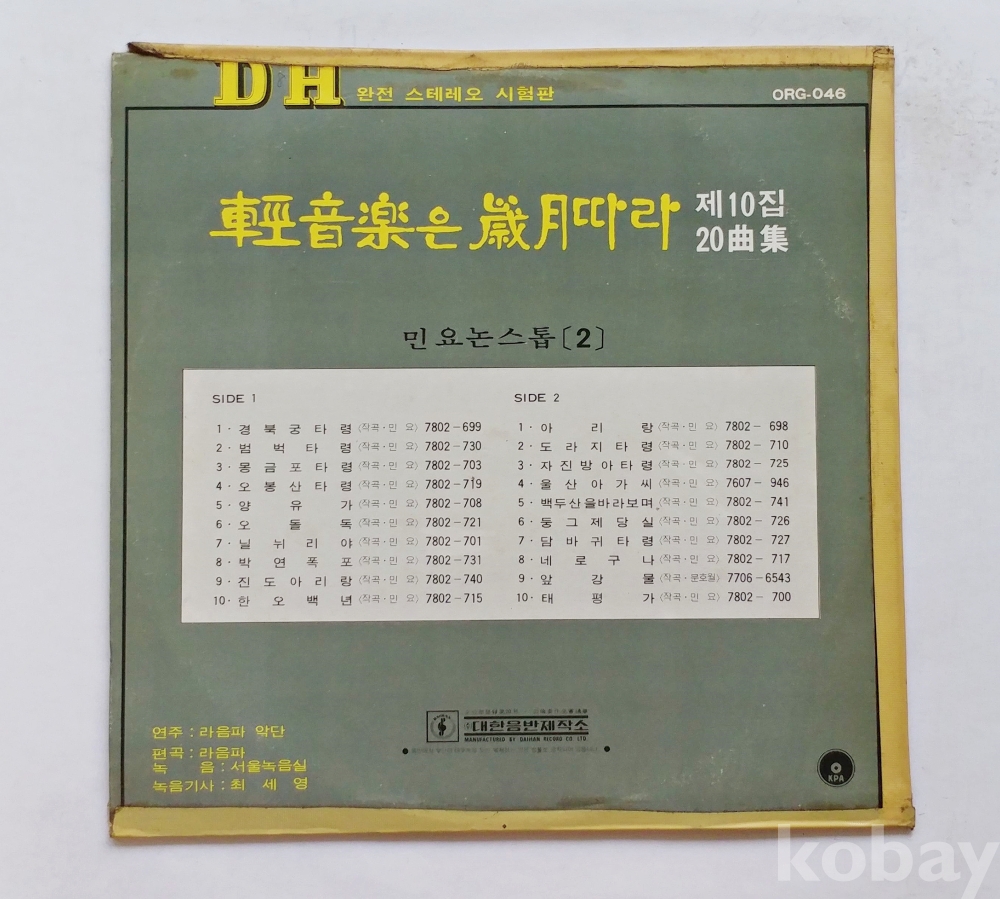 DH 완전 스테레오 시험판
ORG-046
輕音楽은 歲月따라 제10집
20曲集
민요논스톱〔2〕
SIDE 1
1·경북궁타령 (작곡·민요) 7802-699
2·범벅타령 (작곡·민요) 7802-730
3·몽금포타령 (작곡·민요) 7802-703
4·오봉산타령 (작곡·민요) 7802-719
5·양유가 (작곡·민요) 7802-708
6·오돌독 (작곡·민요) 7802-721
7·닐뉘리야 (작곡·민요) 7802-701
8·박연폭포 (작곡·민요) 7802-731
9·진도아리랑 (작곡·민요) 7802-740
10·한오백년 (작곡·민요) 7802-715
SIDE 2
1·아리랑 (작곡·민요) 7802-698
2·도라지타령 (작곡·민요) 7802-710
3·자진방아타령 (작곡·민요) 7802-725
4·울산아가씨 (작곡·민요) 7607-946
5·백두산을바라보며 (작곡·민요) 7802-741
6·둥그제당실 (작곡·민요) 7802-726
7·담바귀타령 (작곡·민요) 7802-727
8·네로구나 (작곡·민요) 7802-717
9·앞강물 (작곡·문호월) 7706-6543
10·태평가 (작곡·민요) 7802-700
연주:라음파 악단
편곡:라음파
녹음:서울녹음실
녹음기사:최세영
㈜대한음반제작소
MANUFACTURED BY DAIHAN RECORD CO. LTD.
KPA
kobay